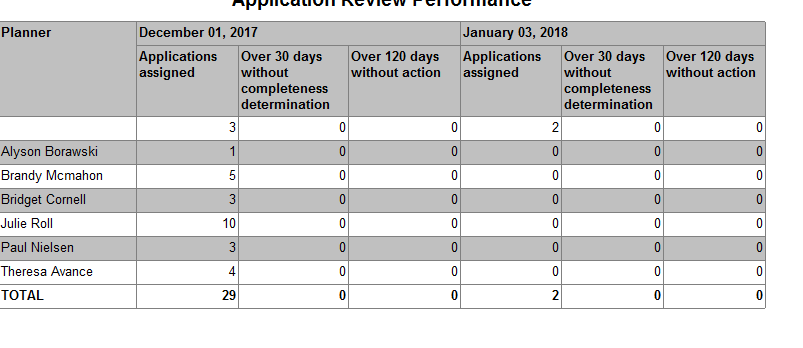 Application Review Performance
Planner December 01, 2017 January 03, 2018
Applications assigned Over 30 days without completeness determination Over 120 days without action Applications assigned Over 30 days without completeness determination Over 120 days without action
3 0 0 2 0 0
Alyson Borawski 1 0 0 0 0 0
Brandy Mcmahon 5 0 0 0 0 0
Bridget Cornell 3 0 0 0 0 0
Julie Roll 10 0 0 0 0 0
Paul Nielsen 3 0 0 0 0 0
Theresa Avance 4 0 0 0 0 0
TOTAL 29 0 0 2 0 0